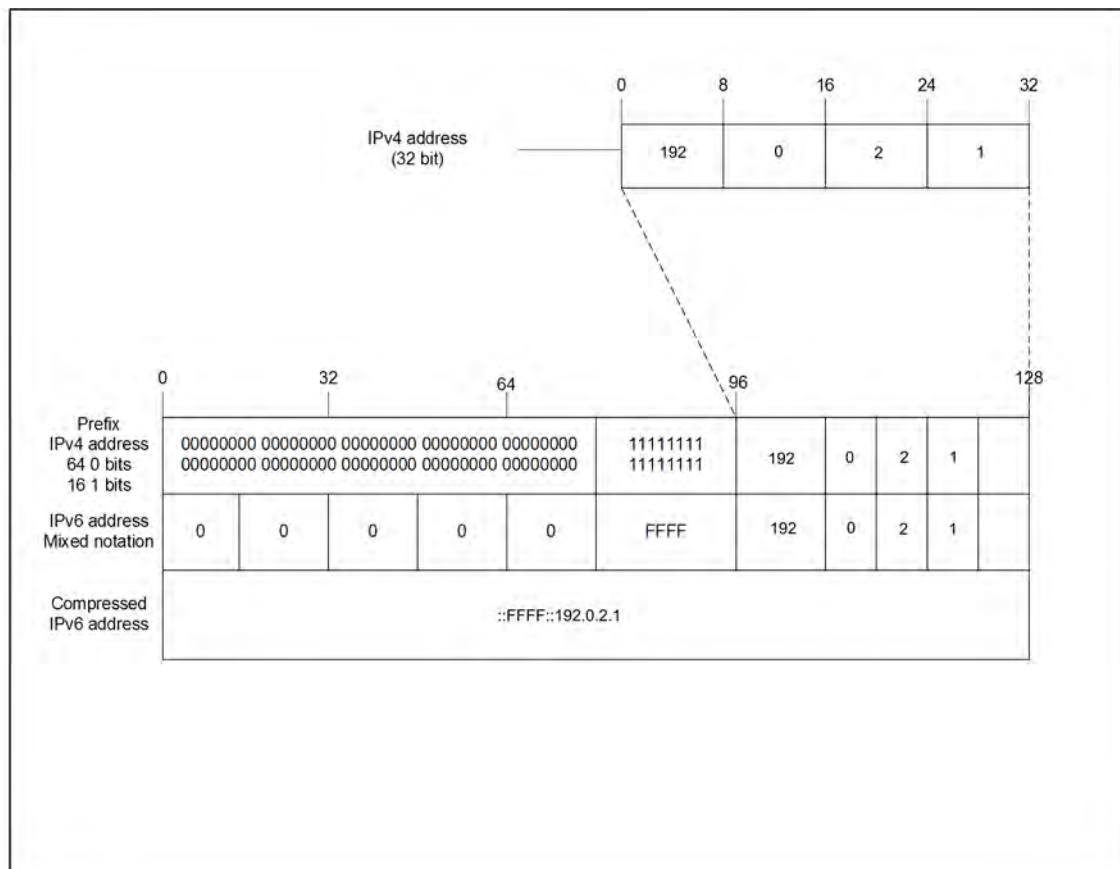 0 8 16 24 32
IPv4 address
(32 bit)
192 0 2 1
0 32 64 96 128
Prefix
IPv4 address
64 0 bits
16 1 bits
00000000 00000000 00000000 00000000 00000000
00000000 00000000 00000000 00000000 00000000
11111111
11111111
192 0 2 1
IPv6 address
Mixed notation
0 0 0 0 0 FFFF 192 0 2 1
Compressed
IPv6 address
::FFFF::192.0.2.1